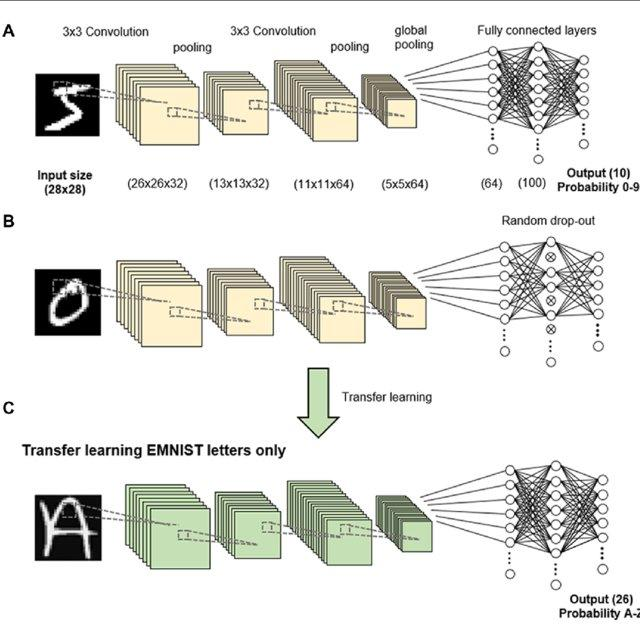 A
3x3 Convolution
pooling
3x3 Convolution
pooling
global
pooling
Fully connected layers
Input size
(28x28)
(26x26x32)
(13x13x32)
(11x11x64)
(5x5x64)
(64)
(100)
Output (10)
Probability 0-9
B
Random drop-out
Transfer learning
C
Transfer learning EMNIST letters only
Output (26)
Probability A-Z